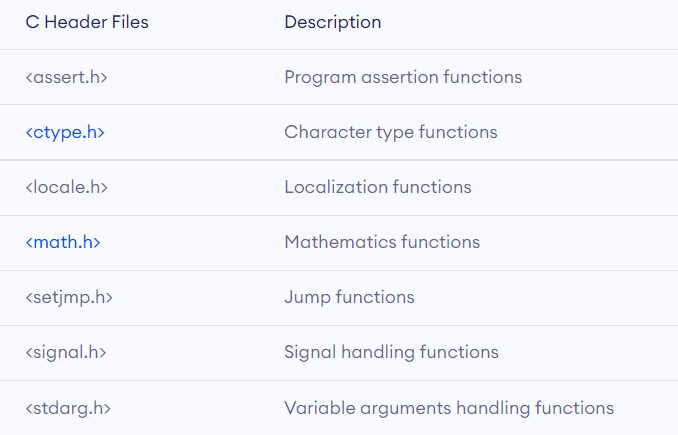 C Header Files Description
<assert.h> Program assertion functions
<ctype.h> Character type functions
<locale.h> Localization functions
<math.h> Mathematics functions
<setjmp.h> Jump functions
<signal.h> Signal handling functions
<stdarg.h> Variable arguments handling functions